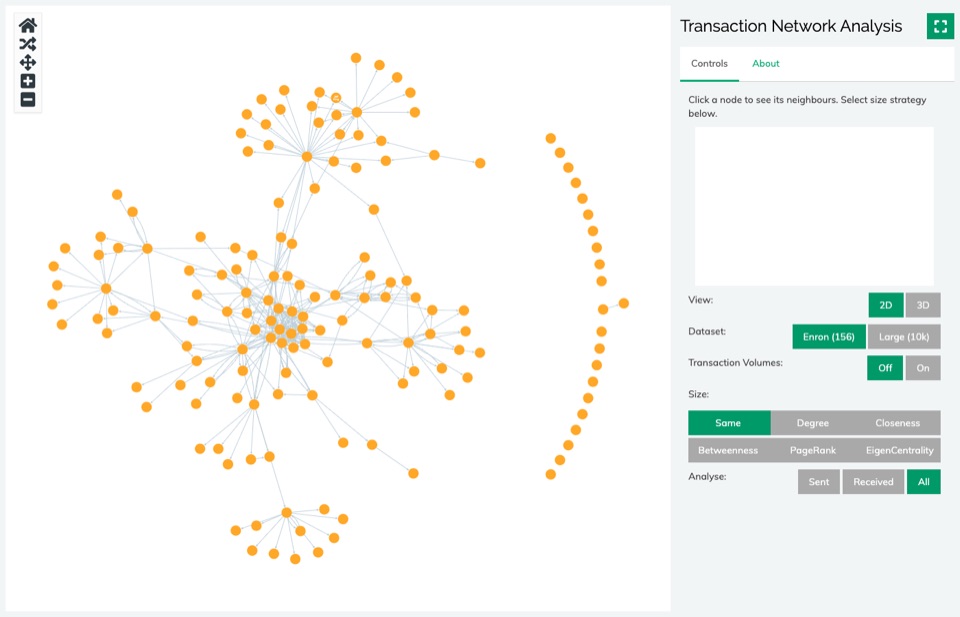 Transaction Network Analysis
Controls About
Click a node to see its neighbours. Select size strategy
below.
View: 2D 3D
Dataset: Enron (156) Large (10k)
Transaction Volumes: Off On
Size:
Same Degree Closeness
Betweenness PageRank EigenCentrality
Analyse: Sent Received All